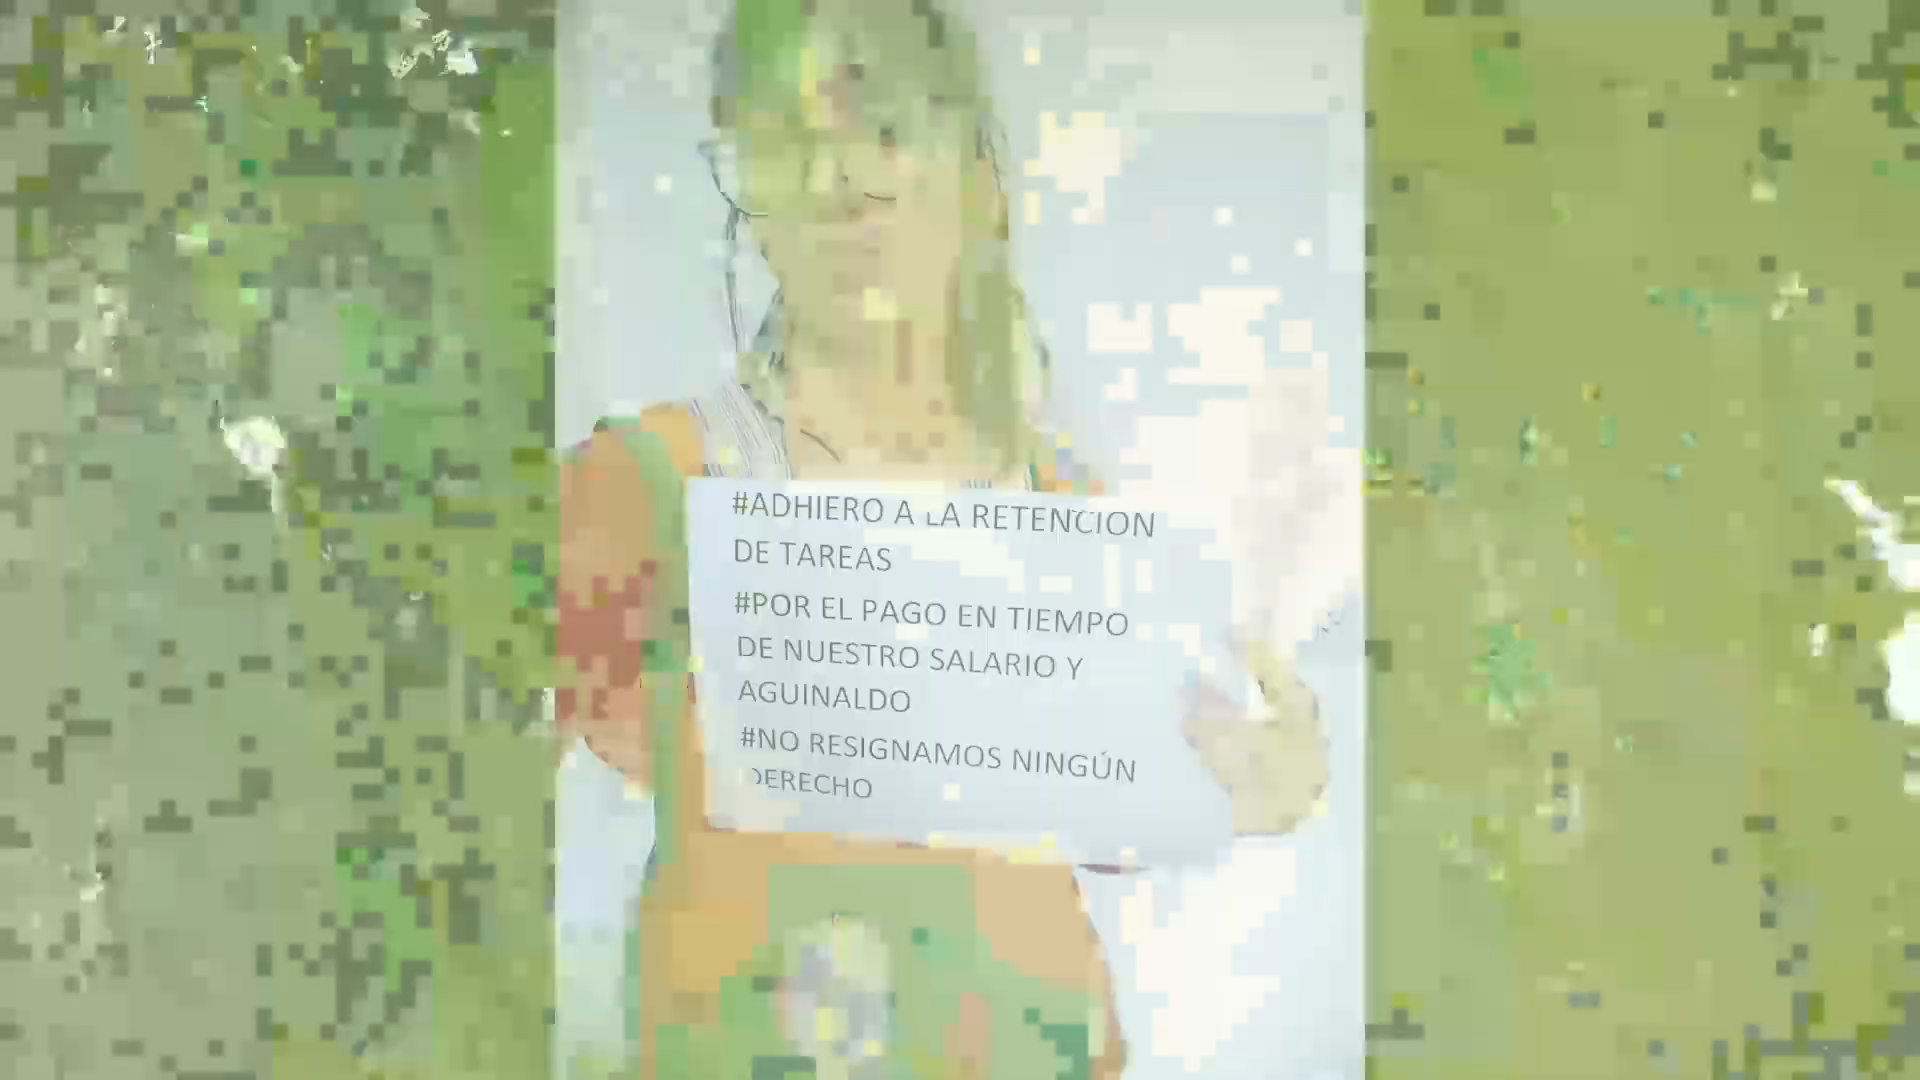 #ADHIERO A LA RETENCION
DE TAREAS
#POR EL PAGO EN TIEMPO
DE NUESTRO SALARIO Y
AGUINALDO
#NO RESIGNAMOS NINGÚN
DERECHO